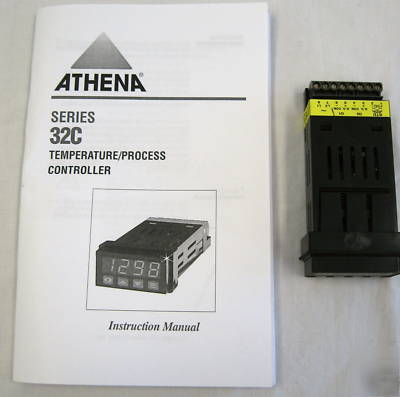 ATHENA®
SERIES
32C
TEMPERATURE/PROCESS
CONTROLLER
1298
Instruction Manual